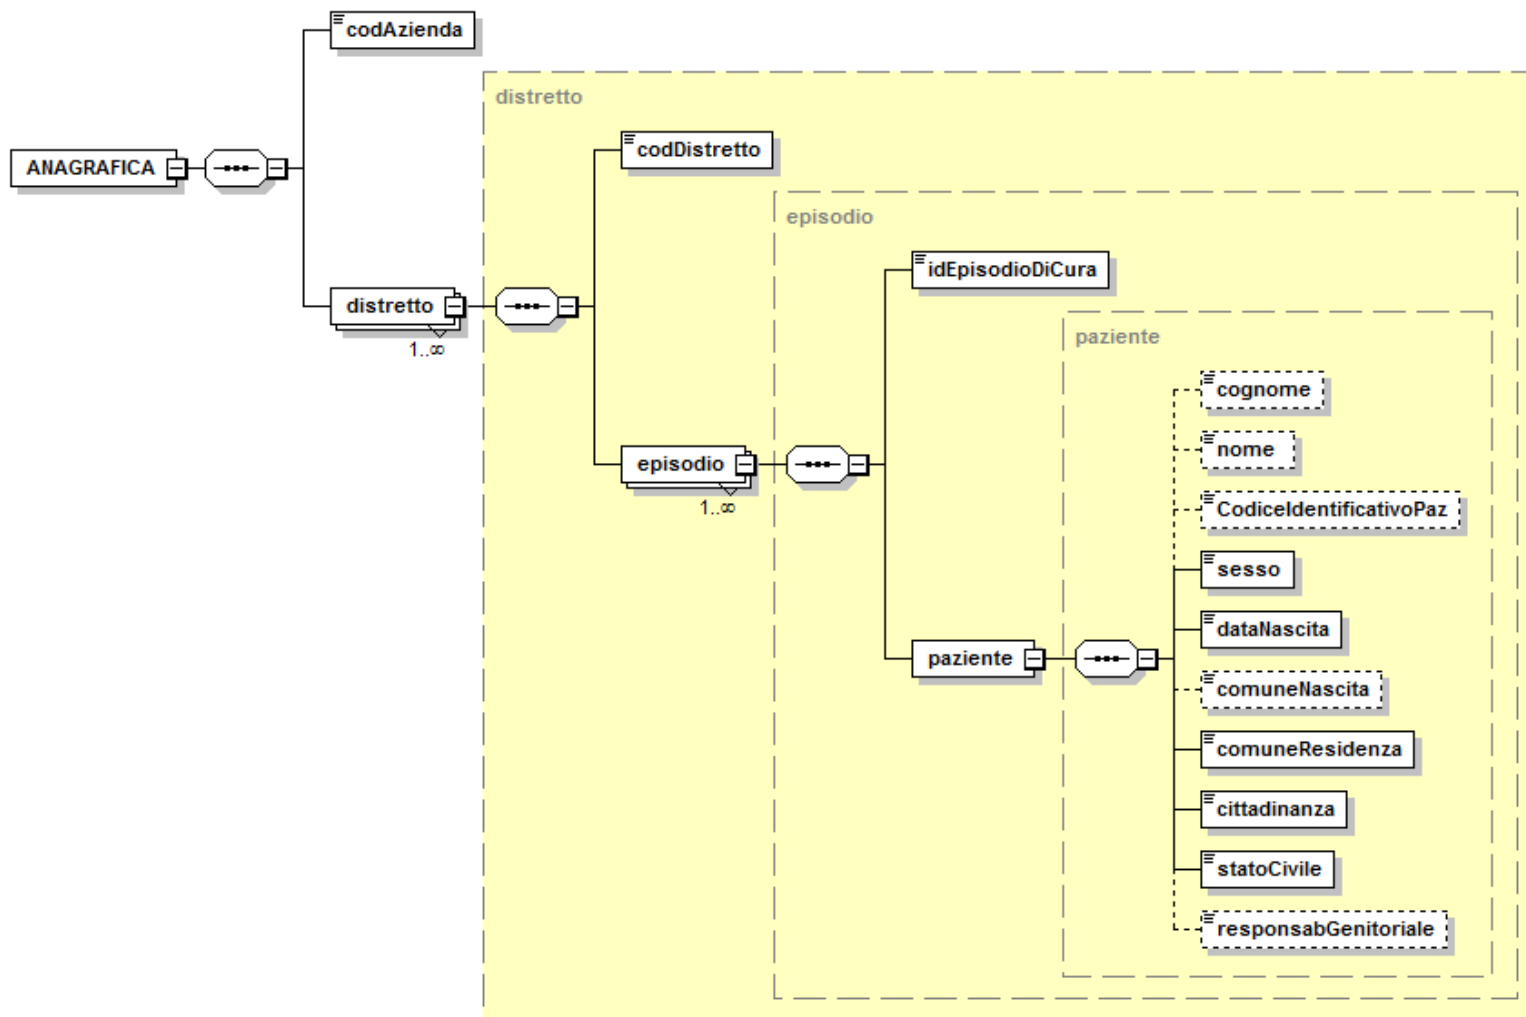 codAzienda
distretto
codDistretto
ANAGRAFICA
episodio
idEpisodioDiCura
distretto
1..∞
paziente
cognome
nome
episodio
1..∞
CodiceIdentificativoPaz
sesso
dataNascita
paziente
comuneNascita
comuneResidenza
cittadinanza
statoCivile
responsabGenitoriale